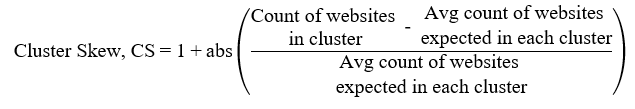 Cluster Skew, CS = 1 + abs
Count of websites
in cluster
-
Avg count of websites
expected in each cluster
Avg count of websites
expected in each cluster